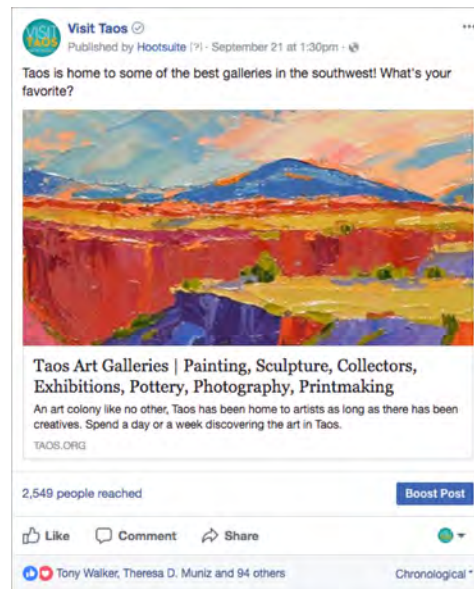 VISIT
TAOS
Visit Taos
Published by Hootsuite [?] · September 21 at 1:30pm ·
Taos is home to some of the best galleries in the southwest! What's your
favorite?
Taos Art Galleries | Painting, Sculpture, Collectors,
Exhibitions, Pottery, Photography, Printmaking
An art colony like no other, Taos has been home to artists as long as there has been
creatives. Spend a day or a week discovering the art in Taos.
TAOS.ORG
2,549 people reached
Boost Post
Like Comment Share
Tony Walker, Theresa D. Muniz and 94 others Chronological